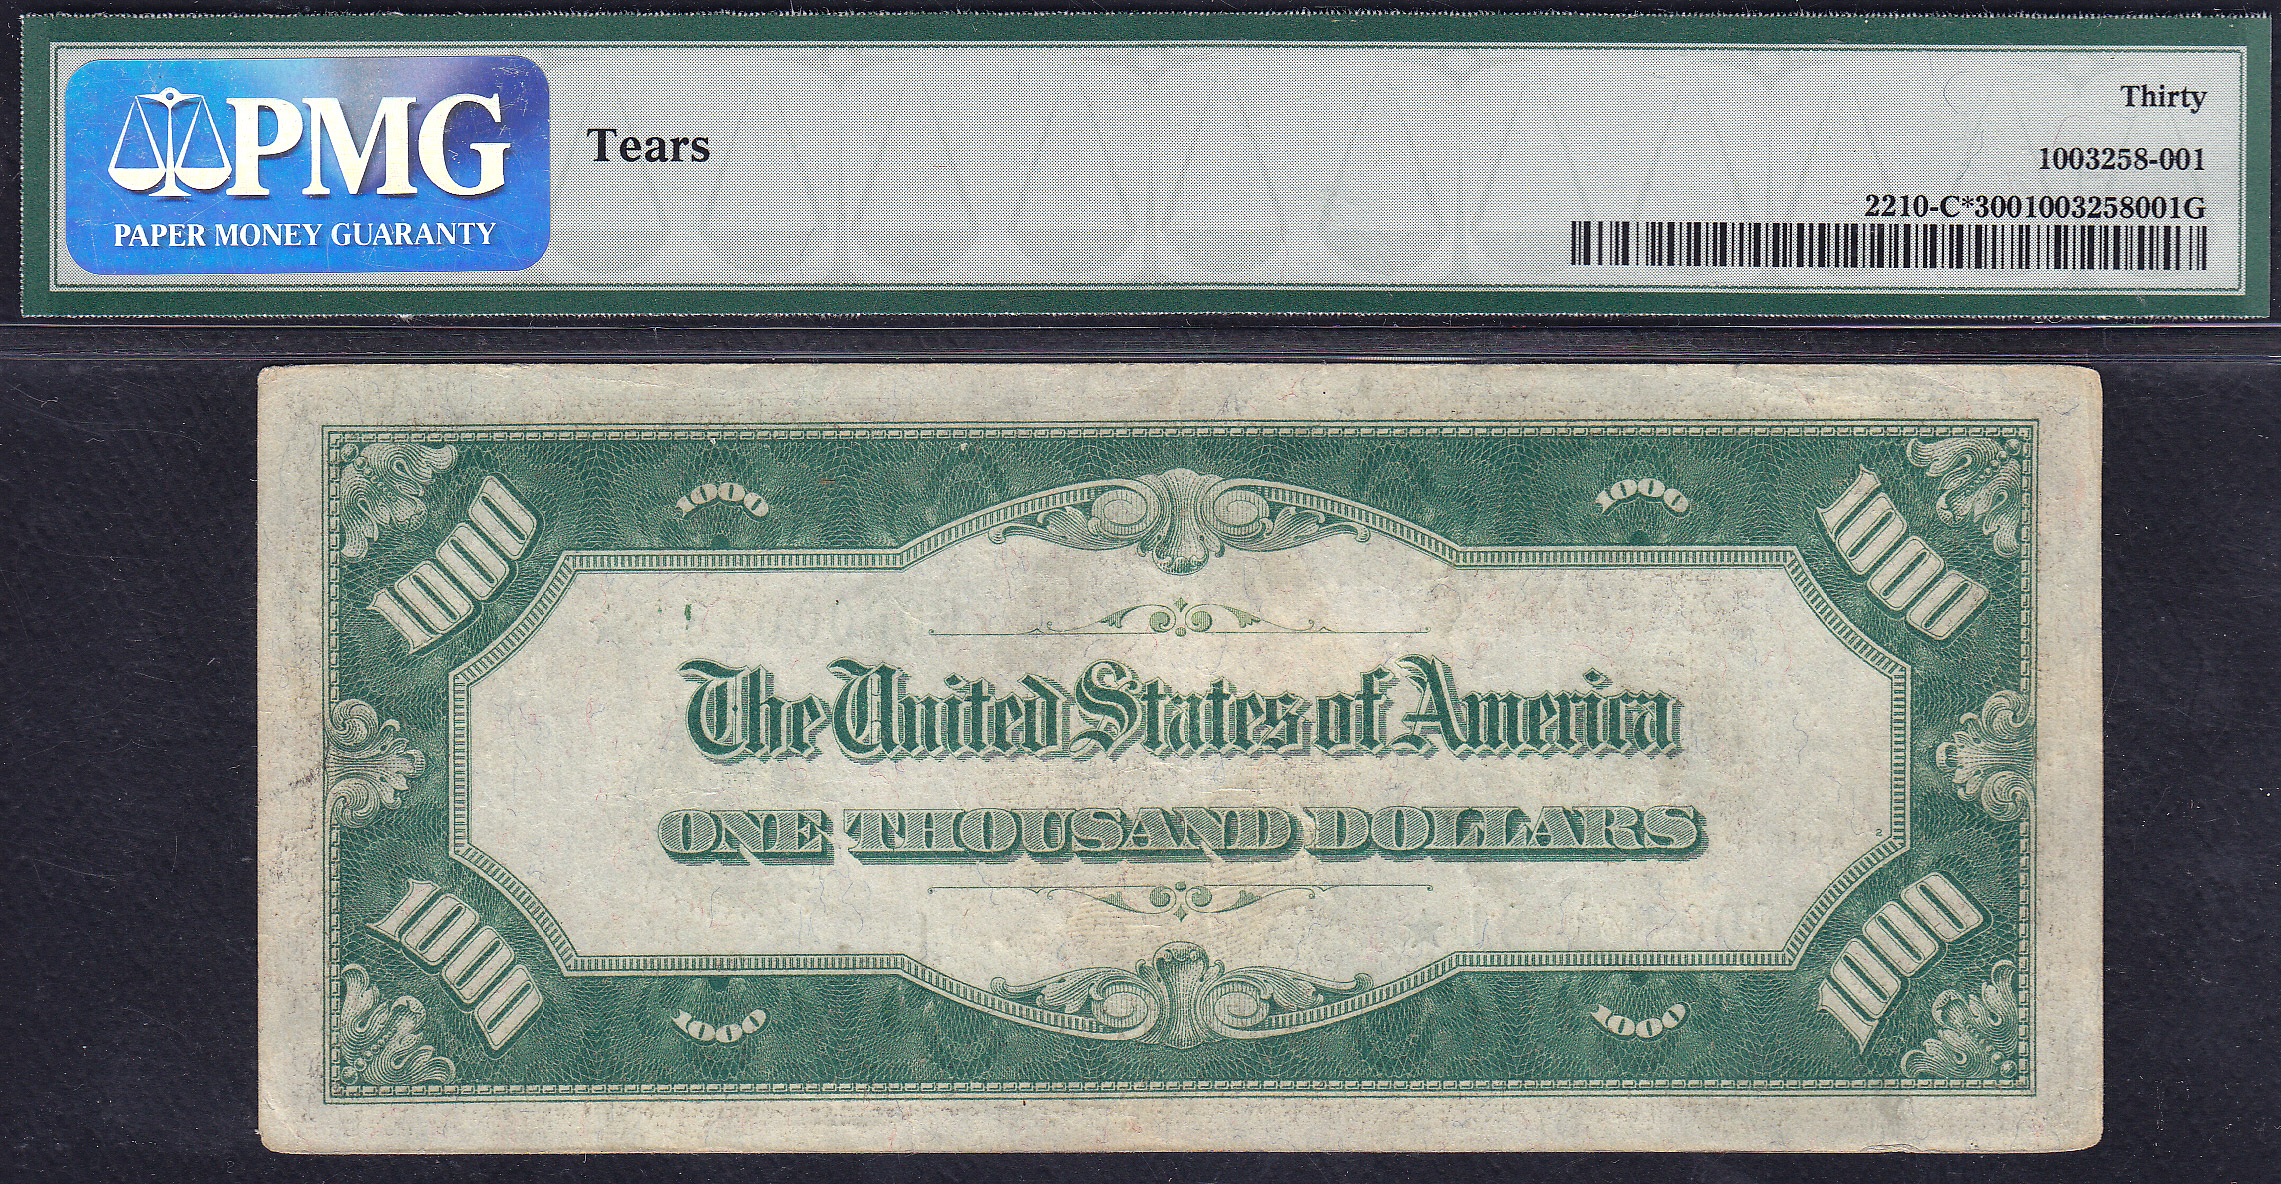 PMG
PAPER MONEY GUARANTY
Tears
Thirty
1003258-001
2210-C*3001003258001G
1000
1000
1000
1000
The United States of America
ONE THOUSAND DOLLARS
2
1000
1000
1000
1000